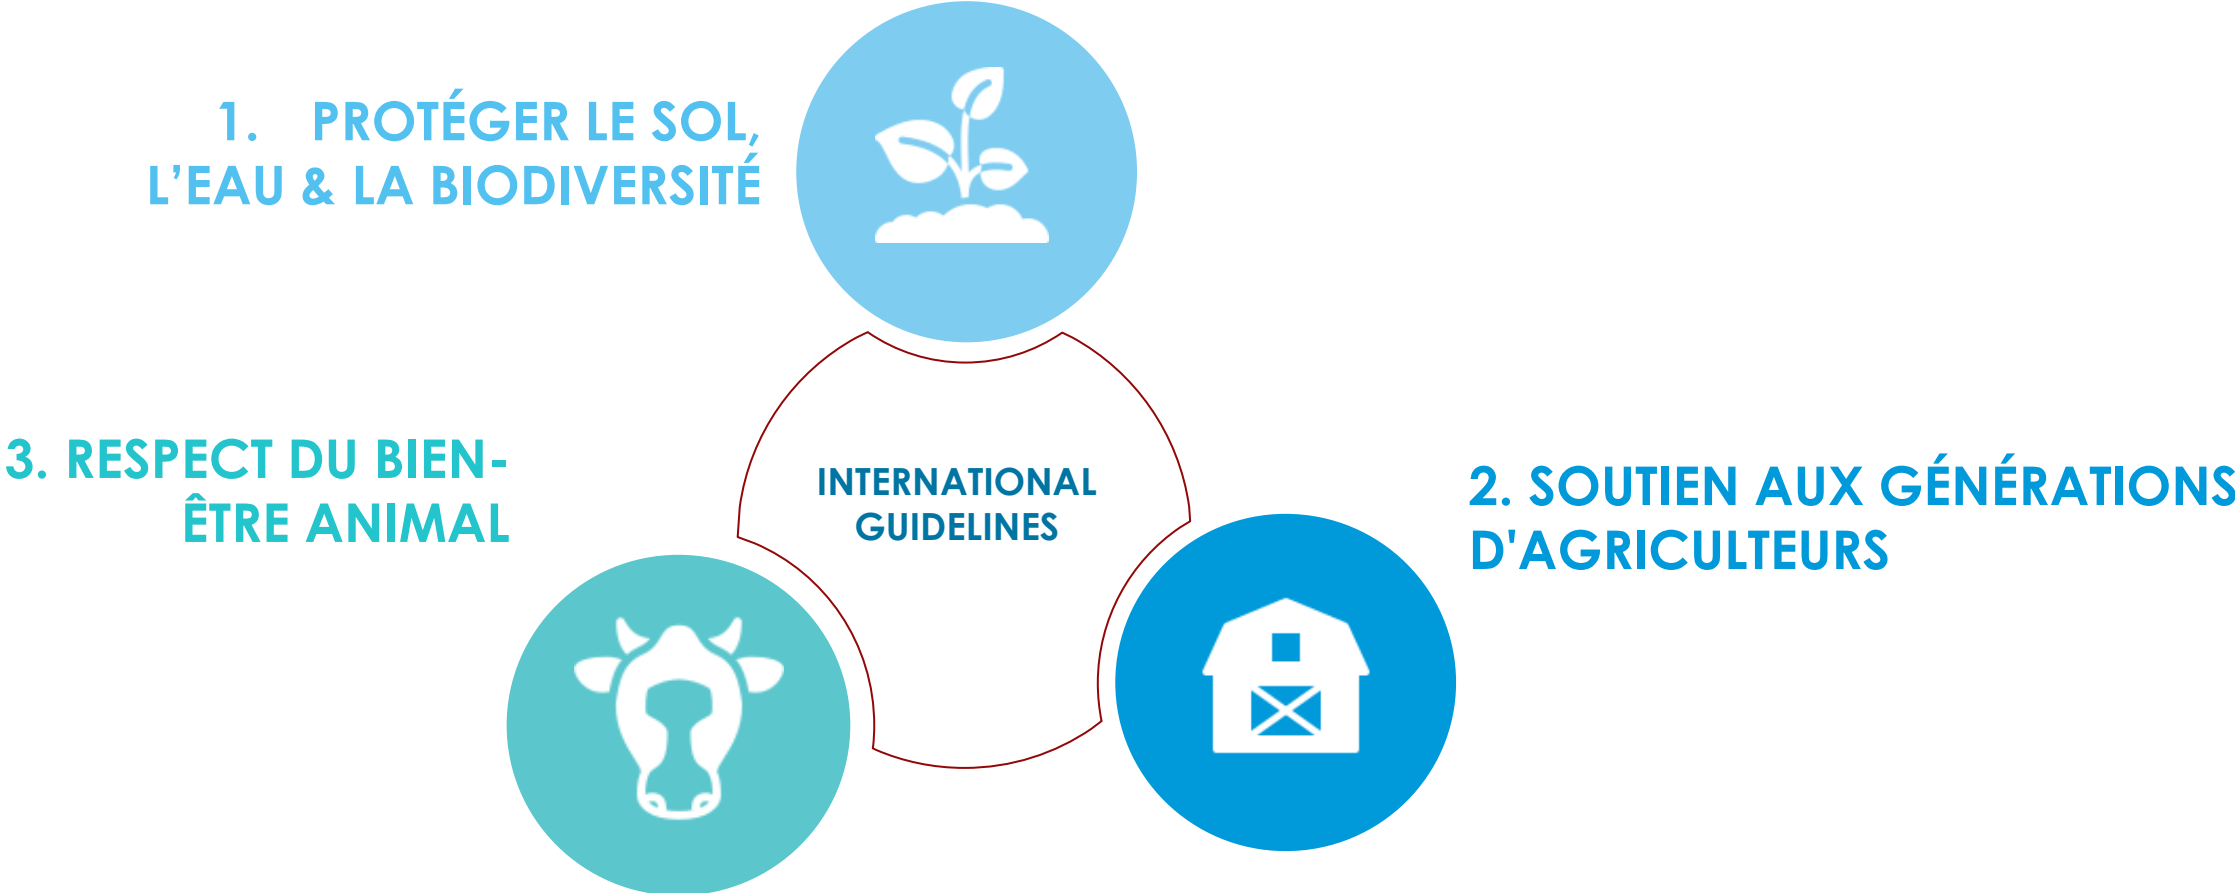 1. PROTÉGER LE SOL,
L'EAU & LA BIODIVERSITÉ
INTERNATIONAL
GUIDELINES
2. SOUTIEN AUX GÉNÉRATIONS
D'AGRICULTEURS
3. RESPECT DU BIEN-
ÊTRE ANIMAL